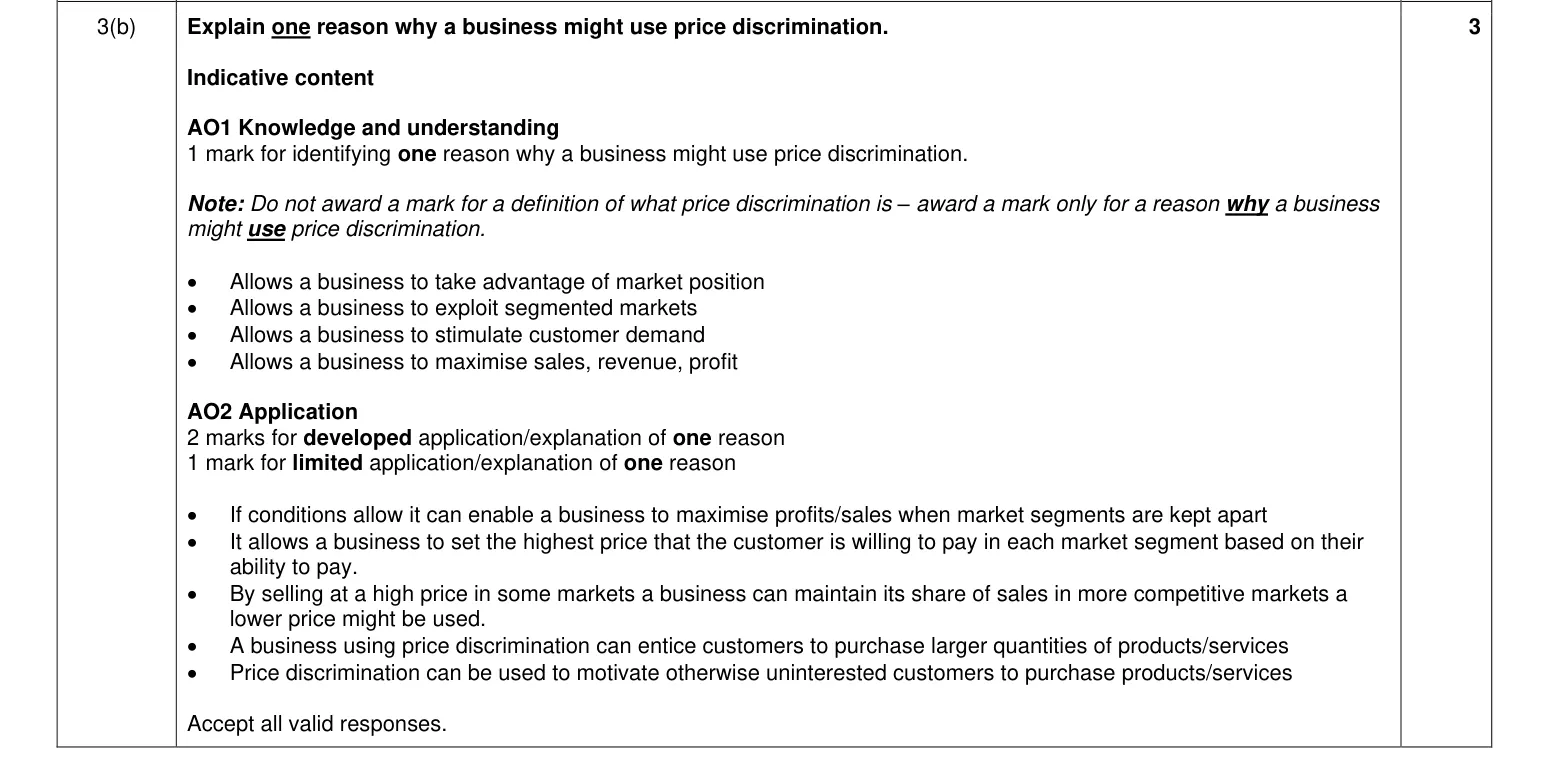 3(b) Explain one reason why a business might use price discrimination. 3
Indicative content
AO1 Knowledge and understanding
1 mark for identifying one reason why a business might use price discrimination.
Note: Do not award a mark for a definition of what price discrimination is – award a mark only for a reason why a business
might use price discrimination.
• Allows a business to take advantage of market position
• Allows a business to exploit segmented markets
• Allows a business to stimulate customer demand
• Allows a business to maximise sales, revenue, profit
AO2 Application
2 marks for developed application/explanation of one reason
1 mark for limited application/explanation of one reason
• If conditions allow it can enable a business to maximise profits/sales when market segments are kept apart
• It allows a business to set the highest price that the customer is willing to pay in each market segment based on their
ability to pay.
• By selling at a high price in some markets a business can maintain its share of sales in more competitive markets a
lower price might be used.
• A business using price discrimination can entice customers to purchase larger quantities of products/services
• Price discrimination can be used to motivate otherwise uninterested customers to purchase products/services
Accept all valid responses.